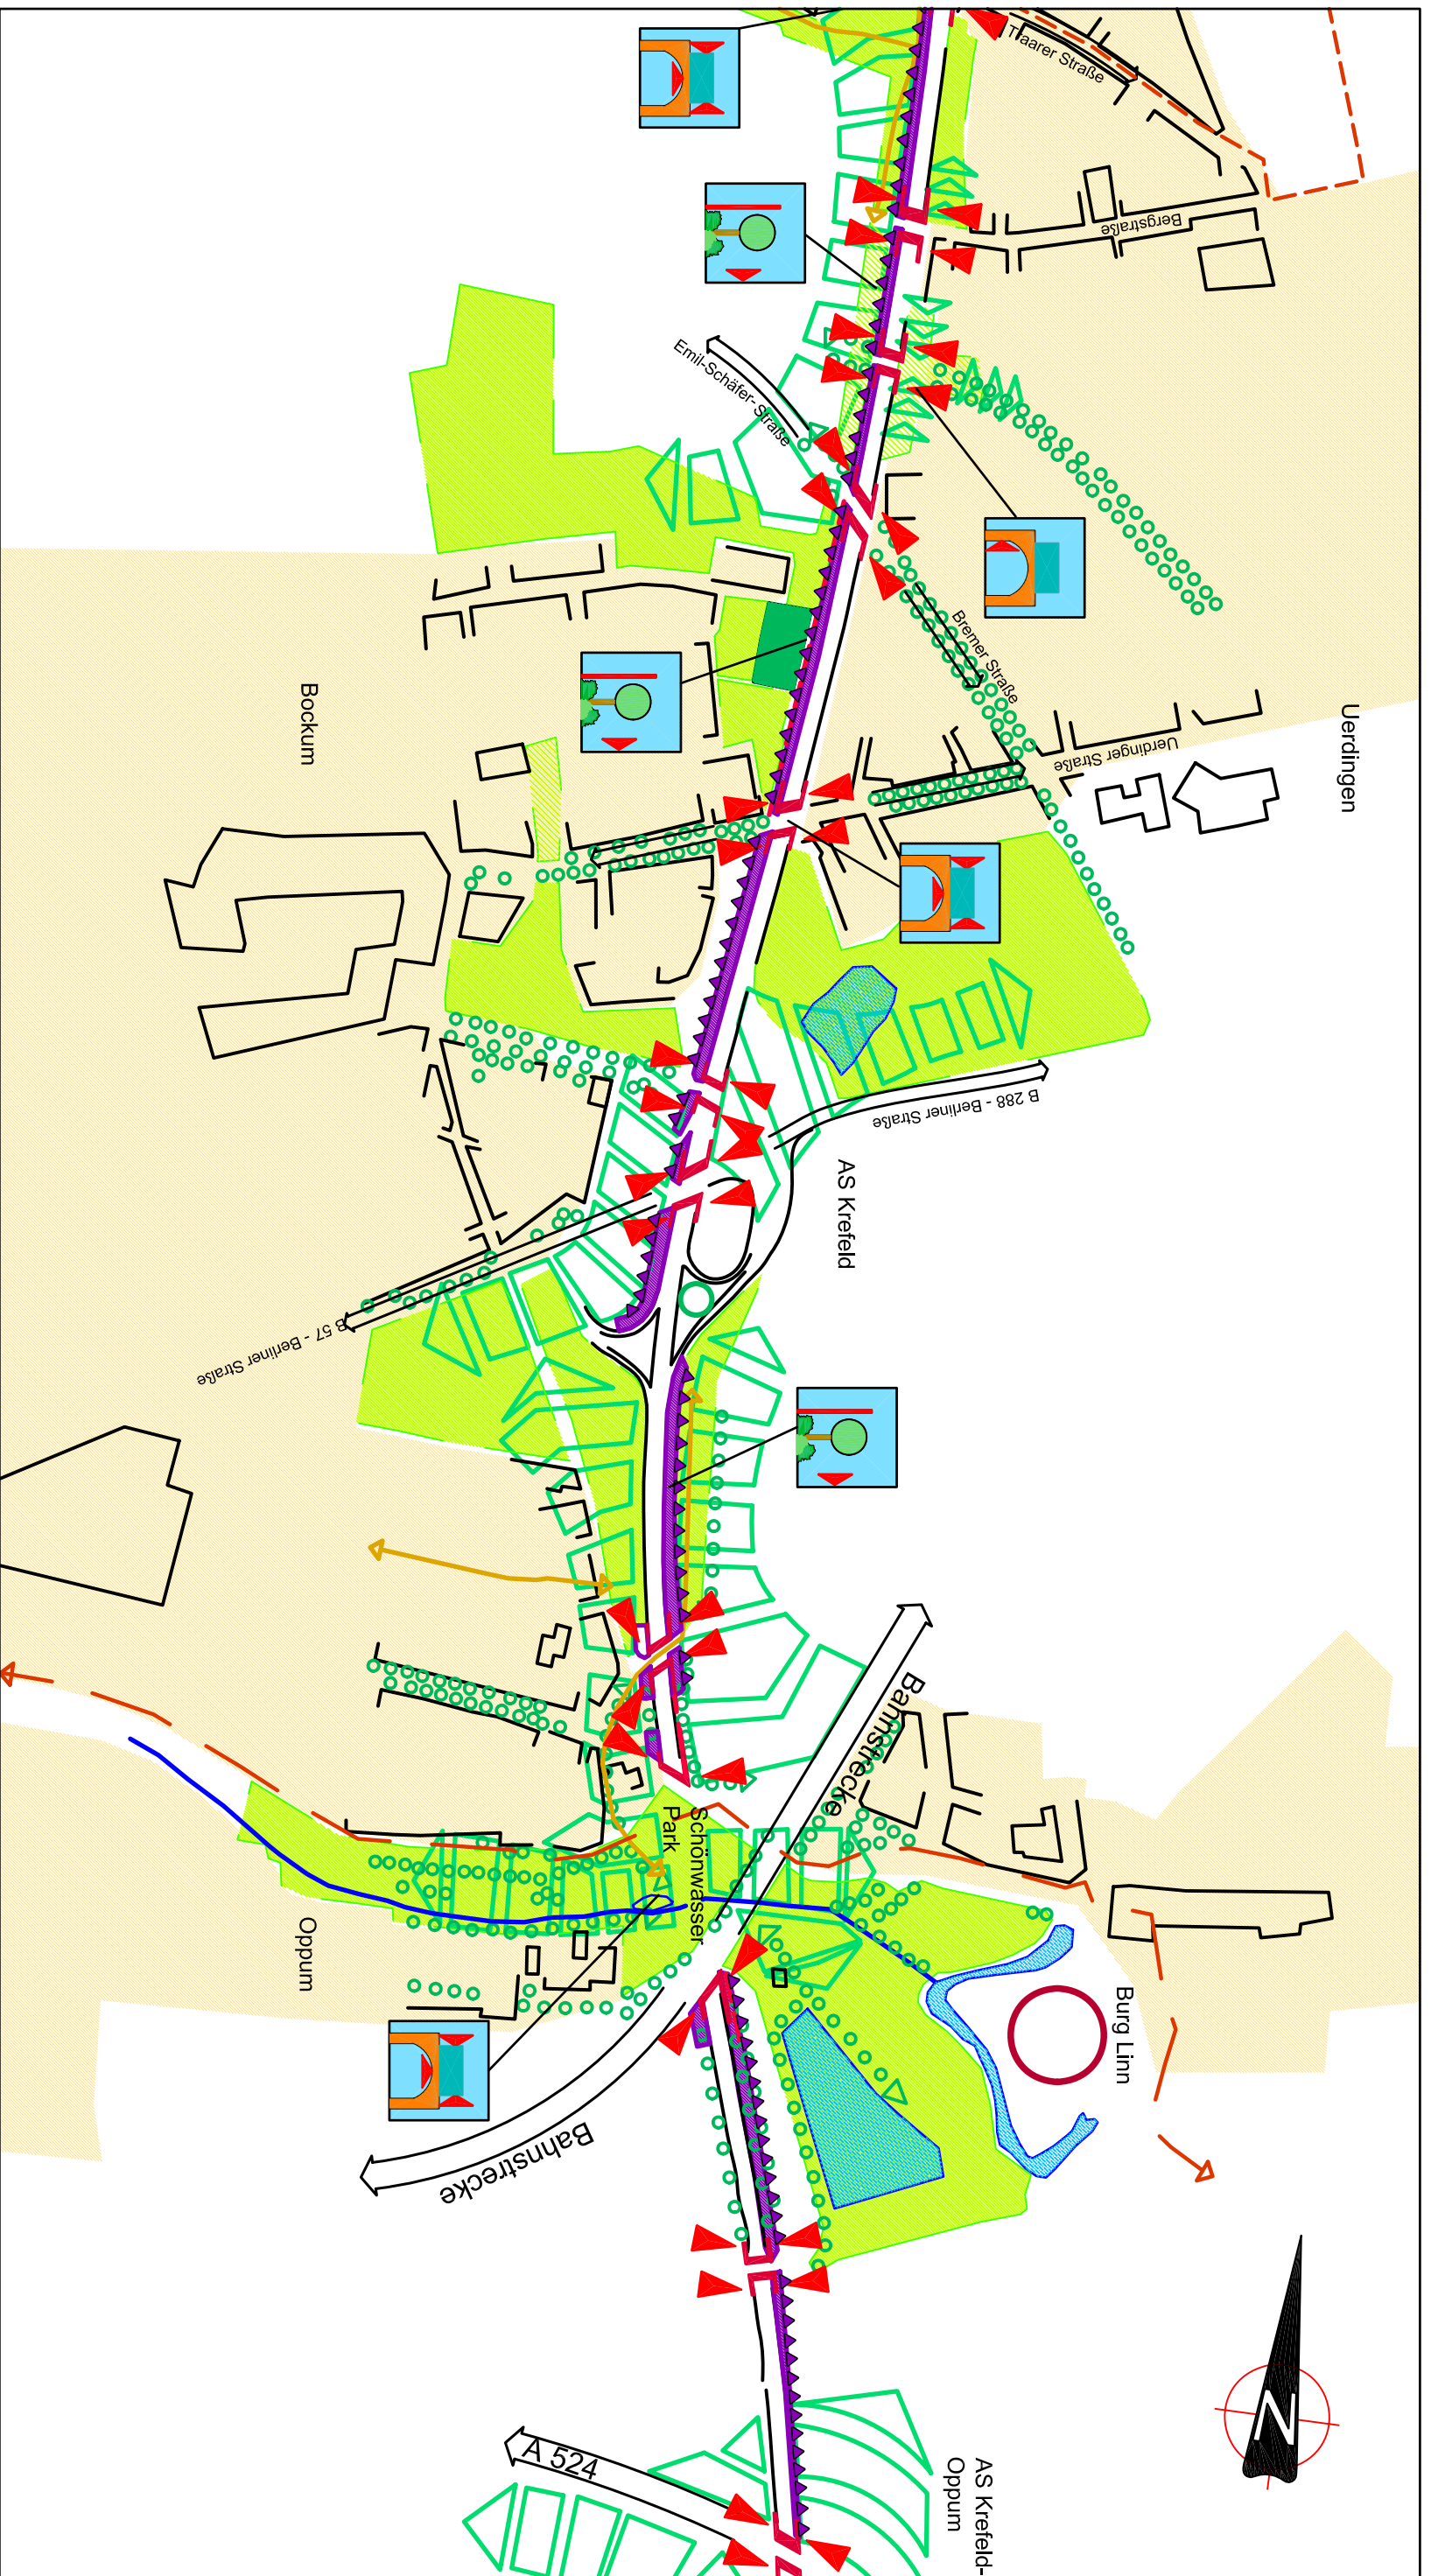 Traarer Straße
Bergstraße
Emil-Schäfer- Straße
Bremer Straße
Uerdingen
Bockum
Uerdinger Straße
B 288 - Berliner Straße
AS Krefeld
B 57 - Berliner Straße
Bahnstrecke
Schönwasser
Park
Oppum
Burg Linn
Bahnstrecke
N
A 524
AS Krefeld-
Oppum